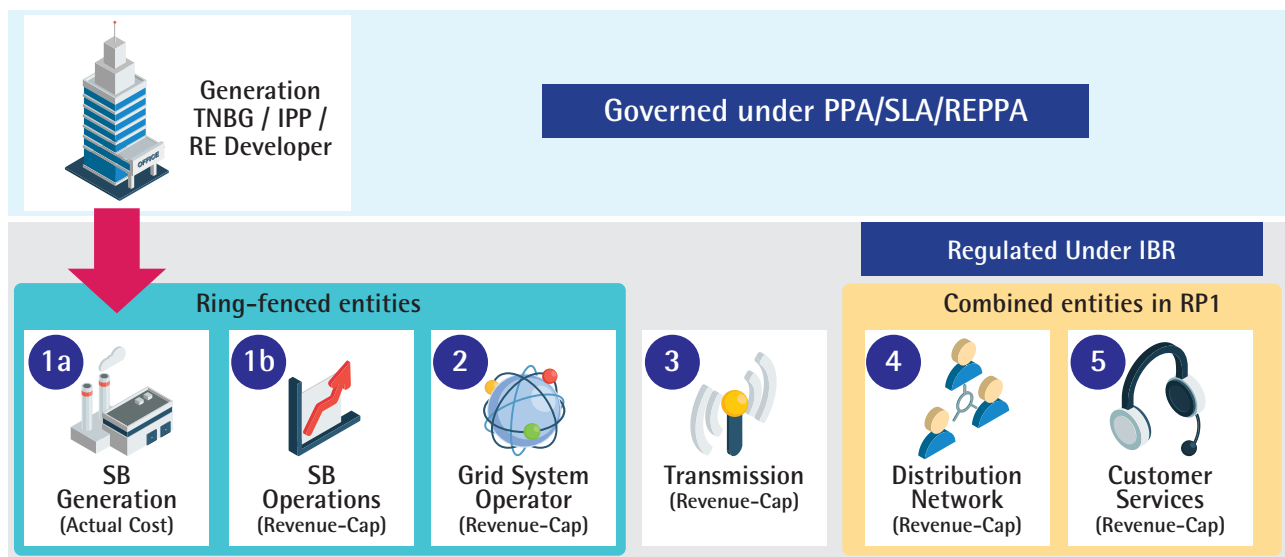 Generation
TNBG / IPP /
RE Developer
OFFICE
Governed under PPA/SLA/REPPA
Regulated Under IBR
Ring-fenced entities
Combined entities in RP1
1a
SB
Generation
(Actual Cost)
1b
SB
Operations
(Revenue-Cap)
2
Grid System
Operator
(Revenue-Cap)
3
Transmission
(Revenue-Cap)
4
Distribution
Network
(Revenue-Cap)
5
Customer
Services
(Revenue-Cap)